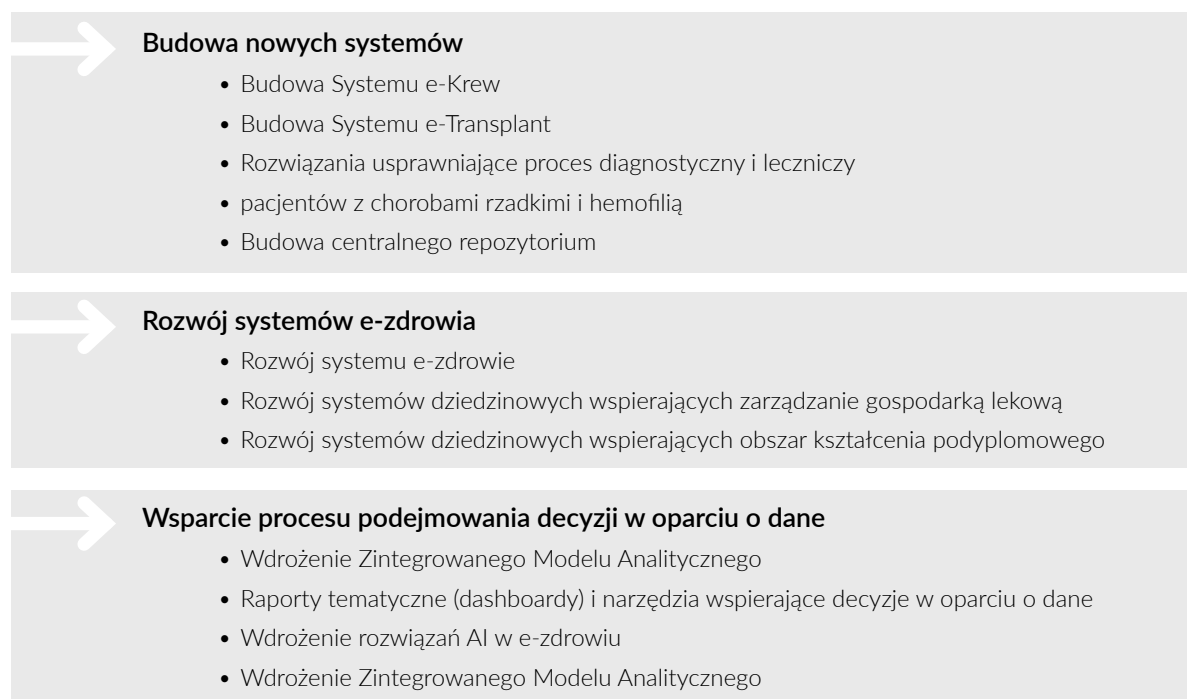 Budowa nowych systemów
• Budowa Systemu e-Krew
• Budowa Systemu e-Transplant
• Rozwiązania usprawniające proces diagnostyczny i leczniczy
• pacjentów z chorobami rzadkimi i hemofilią
• Budowa centralnego repozytorium
Rozwój systemów e-zdrowia
• Rozwój systemu e-zdrowie
• Rozwój systemów dziedzinowych wspierających zarządzanie gospodarką lekową
• Rozwój systemów dziedzinowych wspierających obszar kształcenia podyplomowego
Wsparcie procesu podejmowania decyzji w oparciu o dane
• Wdrożenie Zintegrowanego Modelu Analitycznego
• Raporty tematyczne (dashboardy) i narzędzia wspierające decyzje w oparciu o dane
• Wdrożenie rozwiązań AI w e-zdrowiu
• Wdrożenie Zintegrowanego Modelu Analitycznego